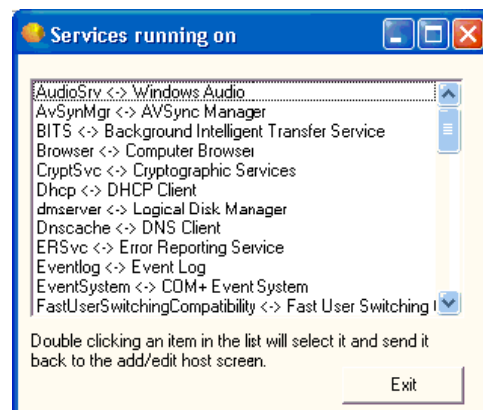 Services running on
AudioSrv <-> Windows Audio
AvSynMgr <-> AVSync Manager
BITS <-> Background Intelligent Transfer Service
Browser <-> Computer Browser
CryptSvc <-> Cryptographic Services
Dhcp <-> DHCP Client
dmserver <-> Logical Disk Manager
Dnscache <-> DNS Client
ERSvc <-> Error Reporting Service
Eventlog <-> Event Log
EventSystem <-> COM+ Event System
FastUserSwitchingCompatibility <-> Fast User Switching
Double clicking an item in the list will select it and send it
back to the add/edit host screen.
Exit